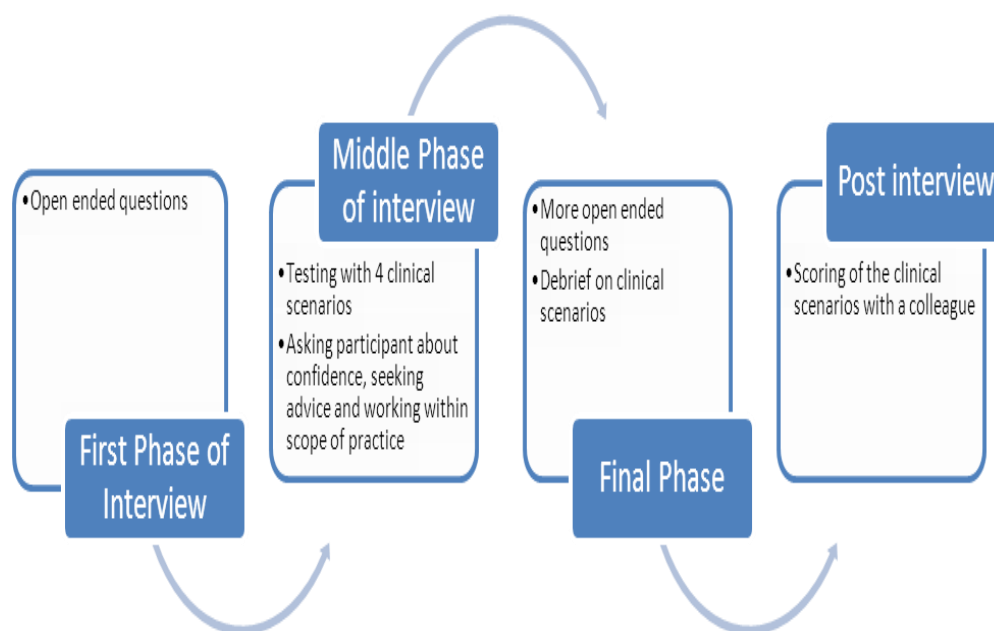 •Open ended questions
First Phase of
Interview
Middle Phase
of interview
•Testing with 4 clinical
scenarios
•Asking participant about
confidence, seeking
advice and working within
scope of practice
•More open ended
questions
•Debrief on clinical
scenarios
Final Phase
Post interview
•Scoring of the clinical
scenarios with a colleague